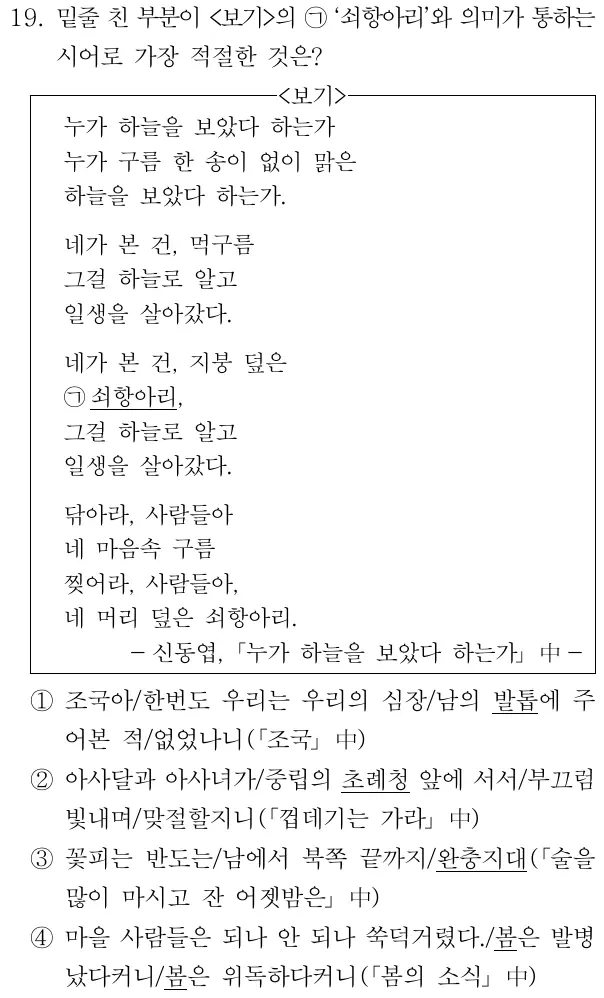 19. 밑줄 친 부분이 <보기>의 ㉠ ‘쇠항아리’와 의미가 통하는
시어로 가장 적절한 것은?
<보기>
누가 하늘을 보았다 하는가
누가 구름 한 송이 없이 맑은
하늘을 보았다 하는가.
네가 본 건, 먹구름
그걸 하늘로 알고
일생을 살아갔다.
네가 본 건, 지붕 덮은
㉠ 쇠항아리,
그걸 하늘로 알고
일생을 살아갔다.
닦아라, 사람들아
네 마음속 구름
찢어라, 사람들아,
네 머리 덮은 쇠항아리.
- 신동엽, 「누가 하늘을 보았다 하는가」 中 -
① 조국아/한번도 우리는 우리의 심장/남의 발톱에 주
어본 적/없었나니(「조국」 中)
② 아사달과 아사녀가/중립의 초례청 앞에 서서/부끄럼
빛내며/맞절할지니(「껍데기는 가라」 中)
③ 꽃피는 반도는/남에서 북쪽 끝까지/완충지대(「술을
많이 마시고 잔 어젯밤은」 中)
④ 마을 사람들은 되나 안 되나 쑥덕거렸다./봄은 발병
났다커니/봄은 위독하다커니(「봄의 소식」 中)